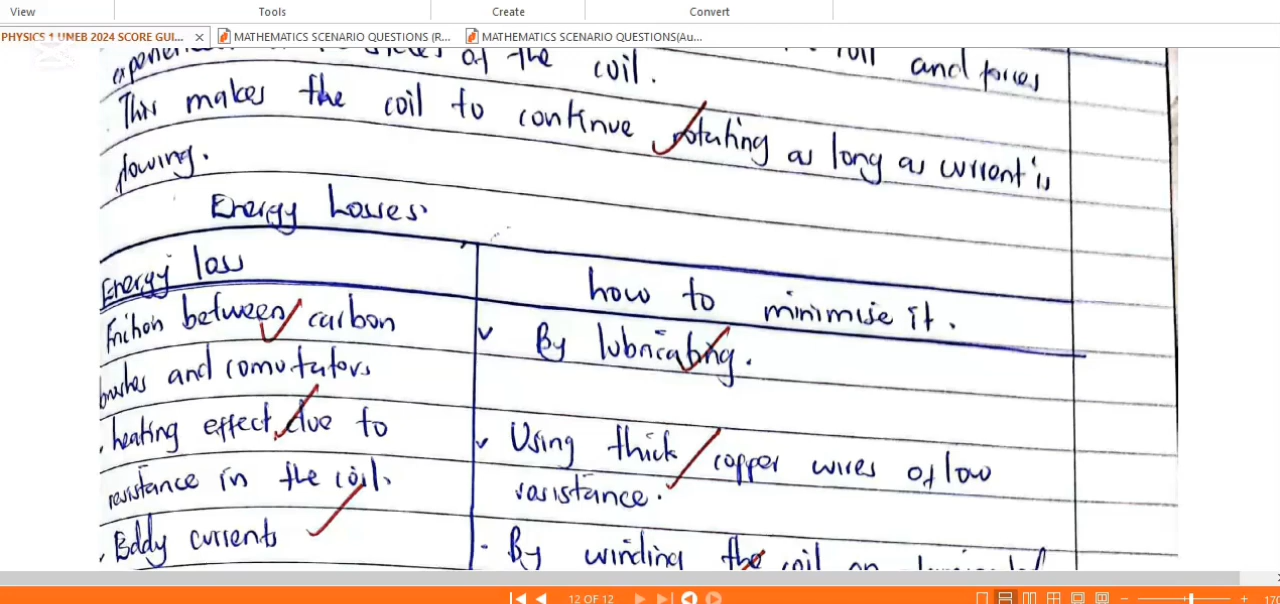 View Tools Create Convert
PHYSICS 1 UNEB 2024 SCORE GUI... × MATHEMATICS SCENARIO QUESTIONS (R... MATHEMATICS SCENARIO QUESTIONS(Au...
of the coil. and forces
This makes the coil to continue rotating as long as current is
flowing.
Energy Losses.
Energy loss how to minimise it.
Friction between carbon By lubricating.
brushes and comutators
heating effect due to Using thick copper wires of low
resistance in the coil. resistance.
Eddy currents By winding the coil on
12 OF 12